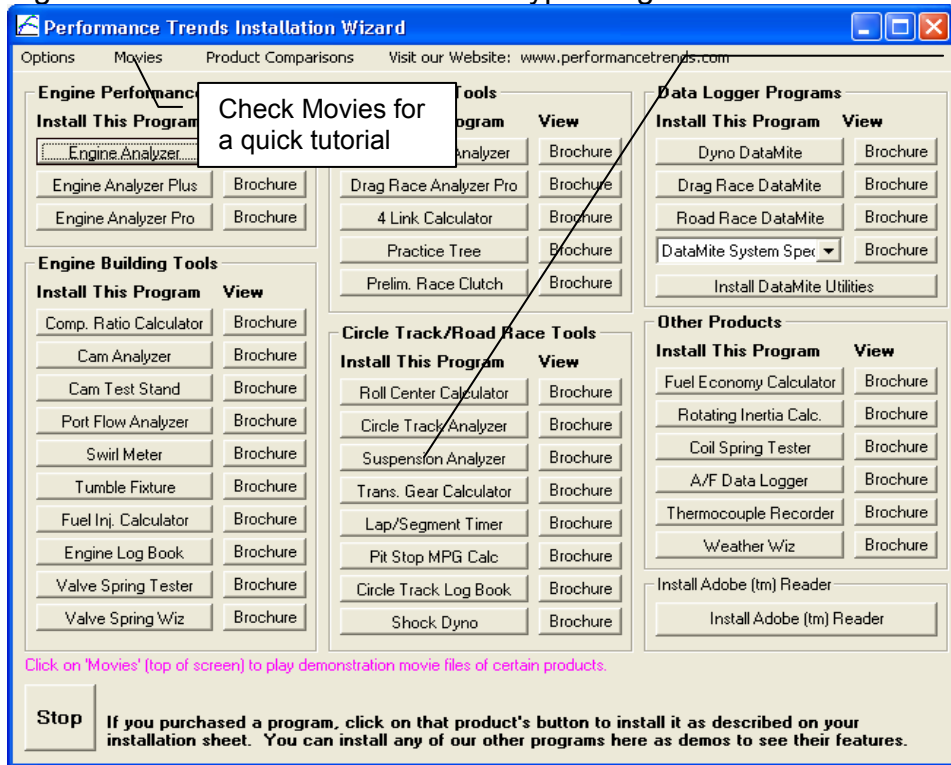 Performance Trends Installation Wizard
Options Movies Product Comparisons Visit our Website: www.performancetrends.com
Check Movies for
a quick tutorial
Engine Performance
Install This Program
Engine Analyzer
Engine Analyzer Plus Brochure
Engine Analyzer Pro Brochure
Engine Building Tools
Install This Program View
Comp. Ratio Calculator Brochure
Cam Analyzer Brochure
Cam Test Stand Brochure
Port Flow Analyzer Brochure
Swirl Meter Brochure
Tumble Fixture Brochure
Fuel Inj. Calculator Brochure
Engine Log Book Brochure
Valve Spring Tester Brochure
Valve Spring Wiz Brochure
Tools
View
Analyzer Brochure
Drag Race Analyzer Pro Brochure
4 Link Calculator Brochure
Practice Tree Brochure
Prelim. Race Clutch Brochure
Circle Track/Road Race Tools
Install This Program View
Roll Center Calculator Brochure
Circle Track Analyzer Brochure
Suspension Analyzer Brochure
Trans. Gear Calculator Brochure
Lap/Segment Timer Brochure
Pit Stop MPG Calc Brochure
Circle Track Log Book Brochure
Shock Dyno Brochure
Data Logger Programs
Install This Program View
Dyno DataMite Brochure
Drag Race DataMite Brochure
Road Race DataMite Brochure
DataMite System Spec Brochure
Install DataMite Utilities
Other Products
Install This Program View
Fuel Economy Calculator Brochure
Rotating Inertia Calc. Brochure
Coil Spring Tester Brochure
A/F Data Logger Brochure
Thermocouple Recorder Brochure
Weather Wiz Brochure
Install Adobe (tm) Reader
Install Adobe (tm) Reader
Click on 'Movies' (top of screen) to play demonstration movie files of certain products.
Stop
If you purchased a program, click on that product's button to install it as described on your
installation sheet. You can install any of our other programs here as demos to see their features.